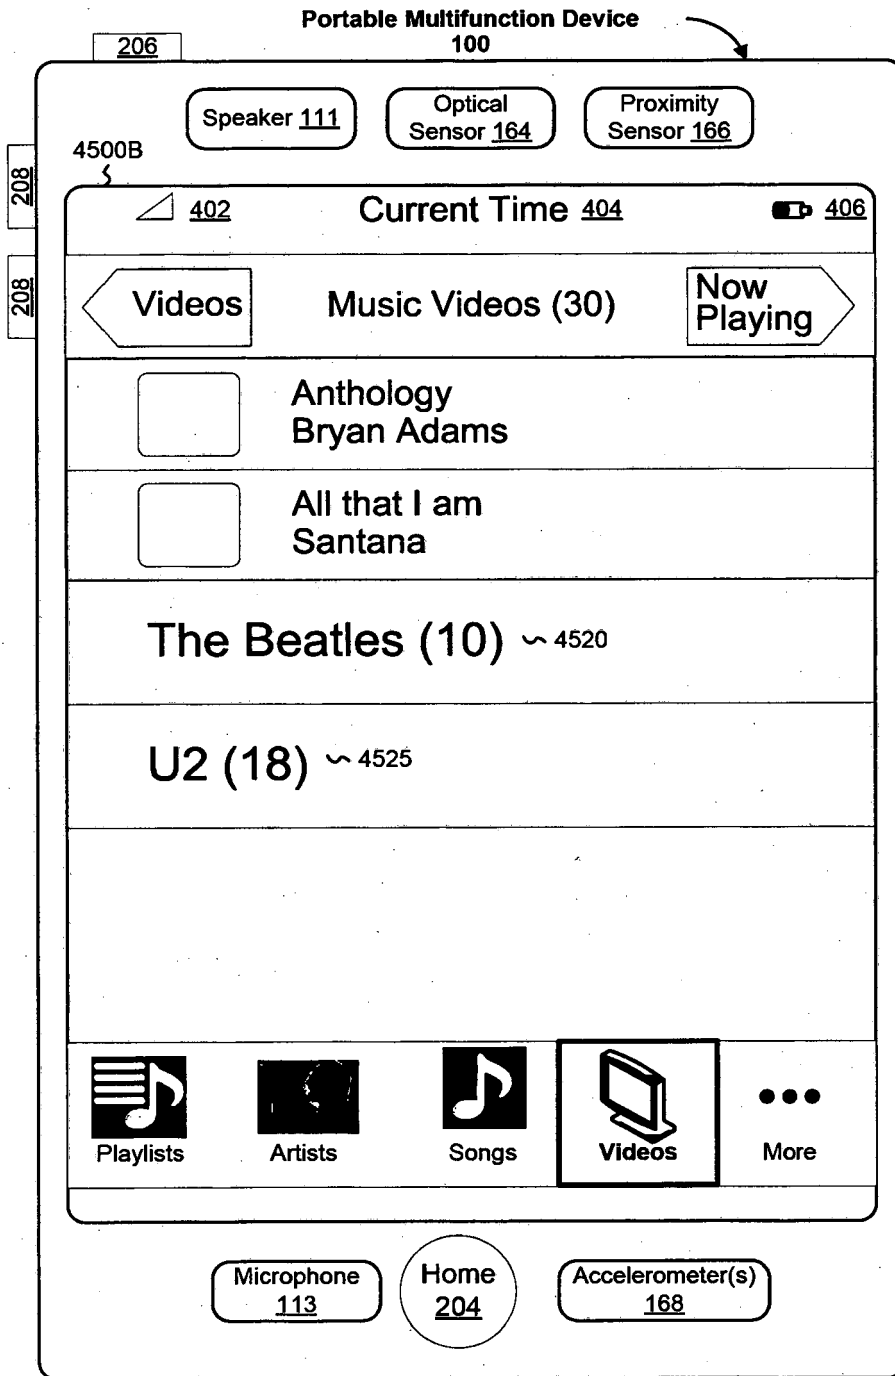 Portable Multifunction Device
100
206
Speaker 111
Optical
Sensor 164
Proximity
Sensor 166
4500B
208
208
402
Current Time 404
406
Videos
Music Videos (30)
Now
Playing
Anthology
Bryan Adams
All that I am
Santana
The Beatles (10)
4520
U2 (18)
4525
Playlists
Artists
Songs
Videos
More
Microphone
113
Home
204
Accelerometer(s)
168